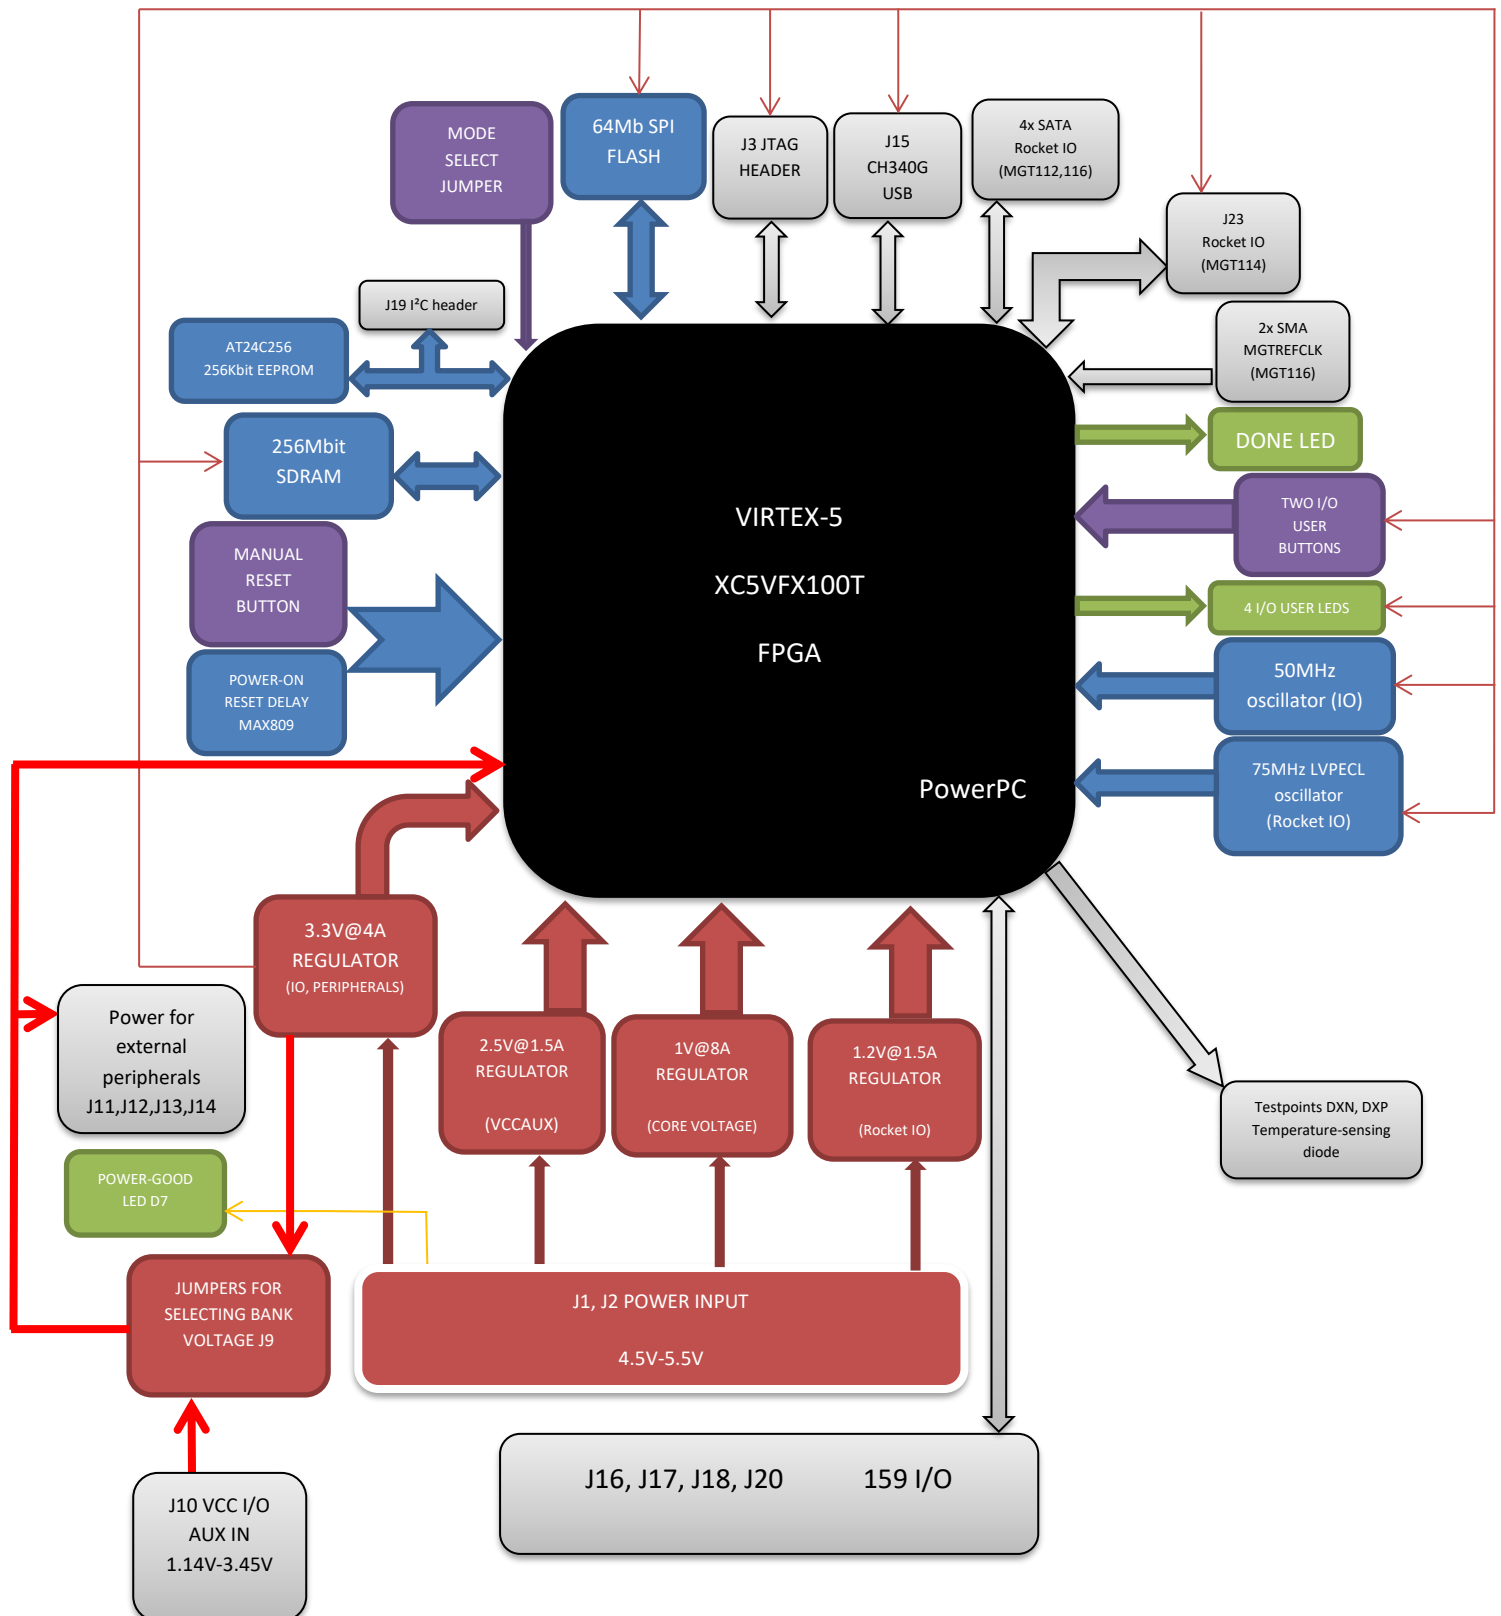 MODE
SELECT
JUMPER
64Mb SPI
FLASH
J3 JTAG
HEADER
J15
CH340G
USB
4x SATA
Rocket IO
(MGT112,116)
J23
Rocket IO
(MGT114)
J19 I²C header
2x SMA
MGTREFCLK
(MGT116)
AT24C256
256Kbit EEPROM
DONE LED
256Mbit
SDRAM
TWO I/O
USER
BUTTONS
MANUAL
RESET
BUTTON
VIRTEX-5
XC5VFX100T
FPGA
PowerPC
4 I/O USER LEDS
POWER-ON
RESET DELAY
MAX809
50MHz
oscillator (IO)
75MHz LVPECL
oscillator
(Rocket IO)
3.3V@4A
REGULATOR
(IO, PERIPHERALS)
Power for
external
peripherals
J11,J12,J13,J14
2.5V@1.5A
REGULATOR
(VCCAUX)
1V@8A
REGULATOR
(CORE VOLTAGE)
1.2V@1.5A
REGULATOR
(Rocket IO)
Testpoints DXN, DXP
Temperature-sensing
diode
POWER-GOOD
LED D7
JUMPERS FOR
SELECTING BANK
VOLTAGE J9
J1, J2 POWER INPUT
4.5V-5.5V
J16, J17, J18, J20 159 I/O
J10 VCC I/O
AUX IN
1.14V-3.45V